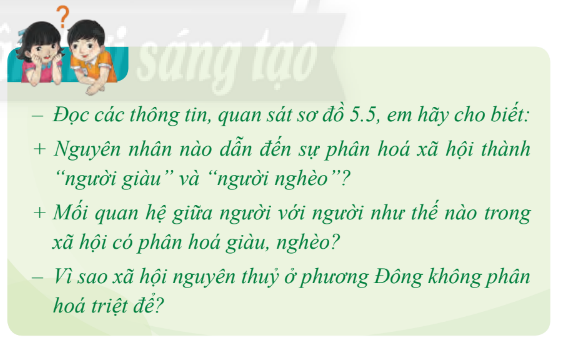 ?
sáng tạo
– Đọc các thông tin, quan sát sơ đồ 5.5, em hãy cho biết:
+ Nguyên nhân nào dẫn đến sự phân hoá xã hội thành
“người giàu” và “người nghèo”?
+ Mối quan hệ giữa người với người như thế nào trong
xã hội có phân hoá giàu, nghèo?
– Vì sao xã hội nguyên thuỷ ở phương Đông không phân
hoá triệt để?